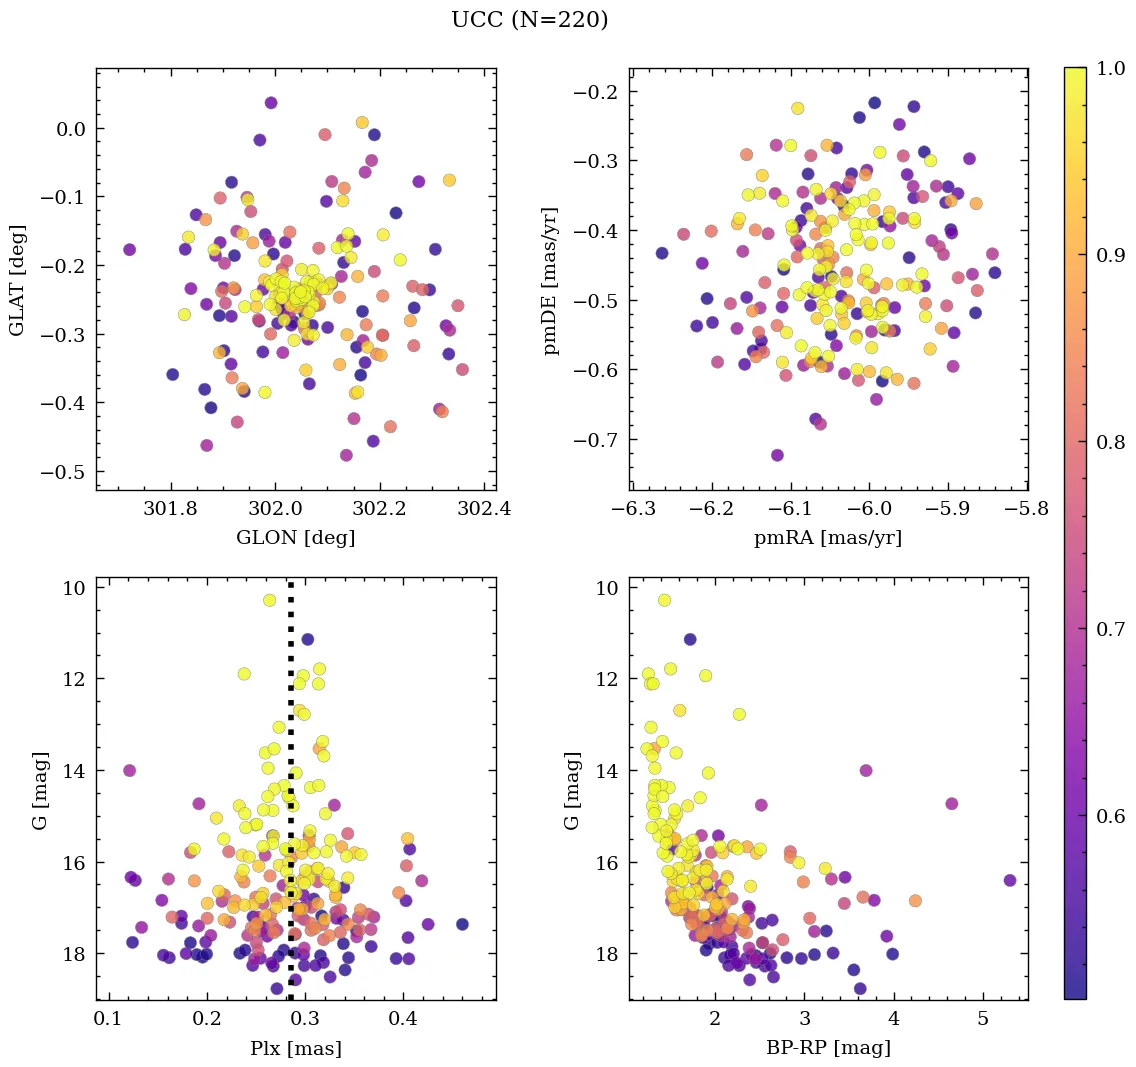 UCC (N=220)
0.0
−0.1
−0.2
−0.3
−0.4
−0.5
GLAT [deg]
301.8 302.0 302.2 302.4
GLON [deg]
−0.2
−0.3
−0.4
−0.5
−0.6
−0.7
pmDE [mas/yr]
−6.3 −6.2 −6.1 −6.0 −5.9 −5.8
pmRA [mas/yr]
10
12
14
16
18
G [mag]
0.1 0.2 0.3 0.4
Plx [mas]
10
12
14
16
18
G [mag]
2 3 4 5
BP-RP [mag]
1.0
0.9
0.8
0.7
0.6